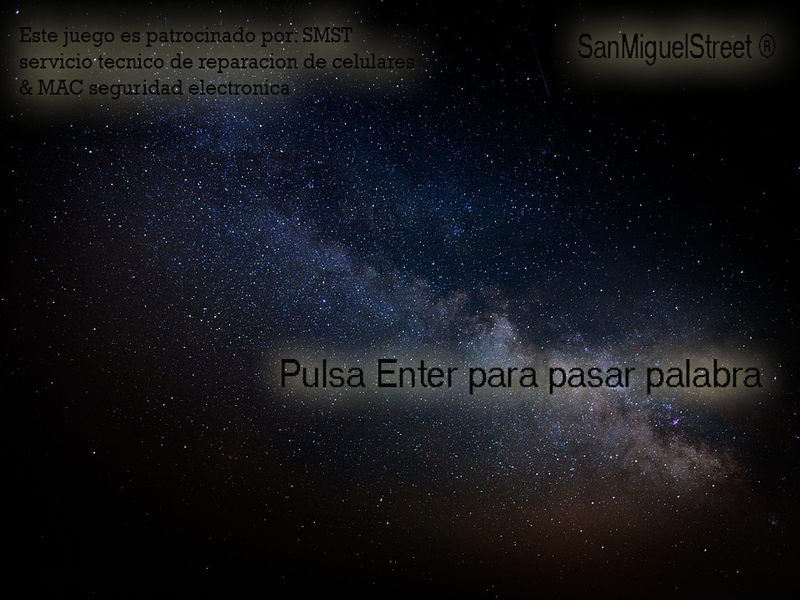 Este juego es patrocinado por: SMST
servicio tecnico de reparacion de celulares
& MAC seguridad electronica
SanMiguelStreet ®
Pulsa Enter para pasar palabra